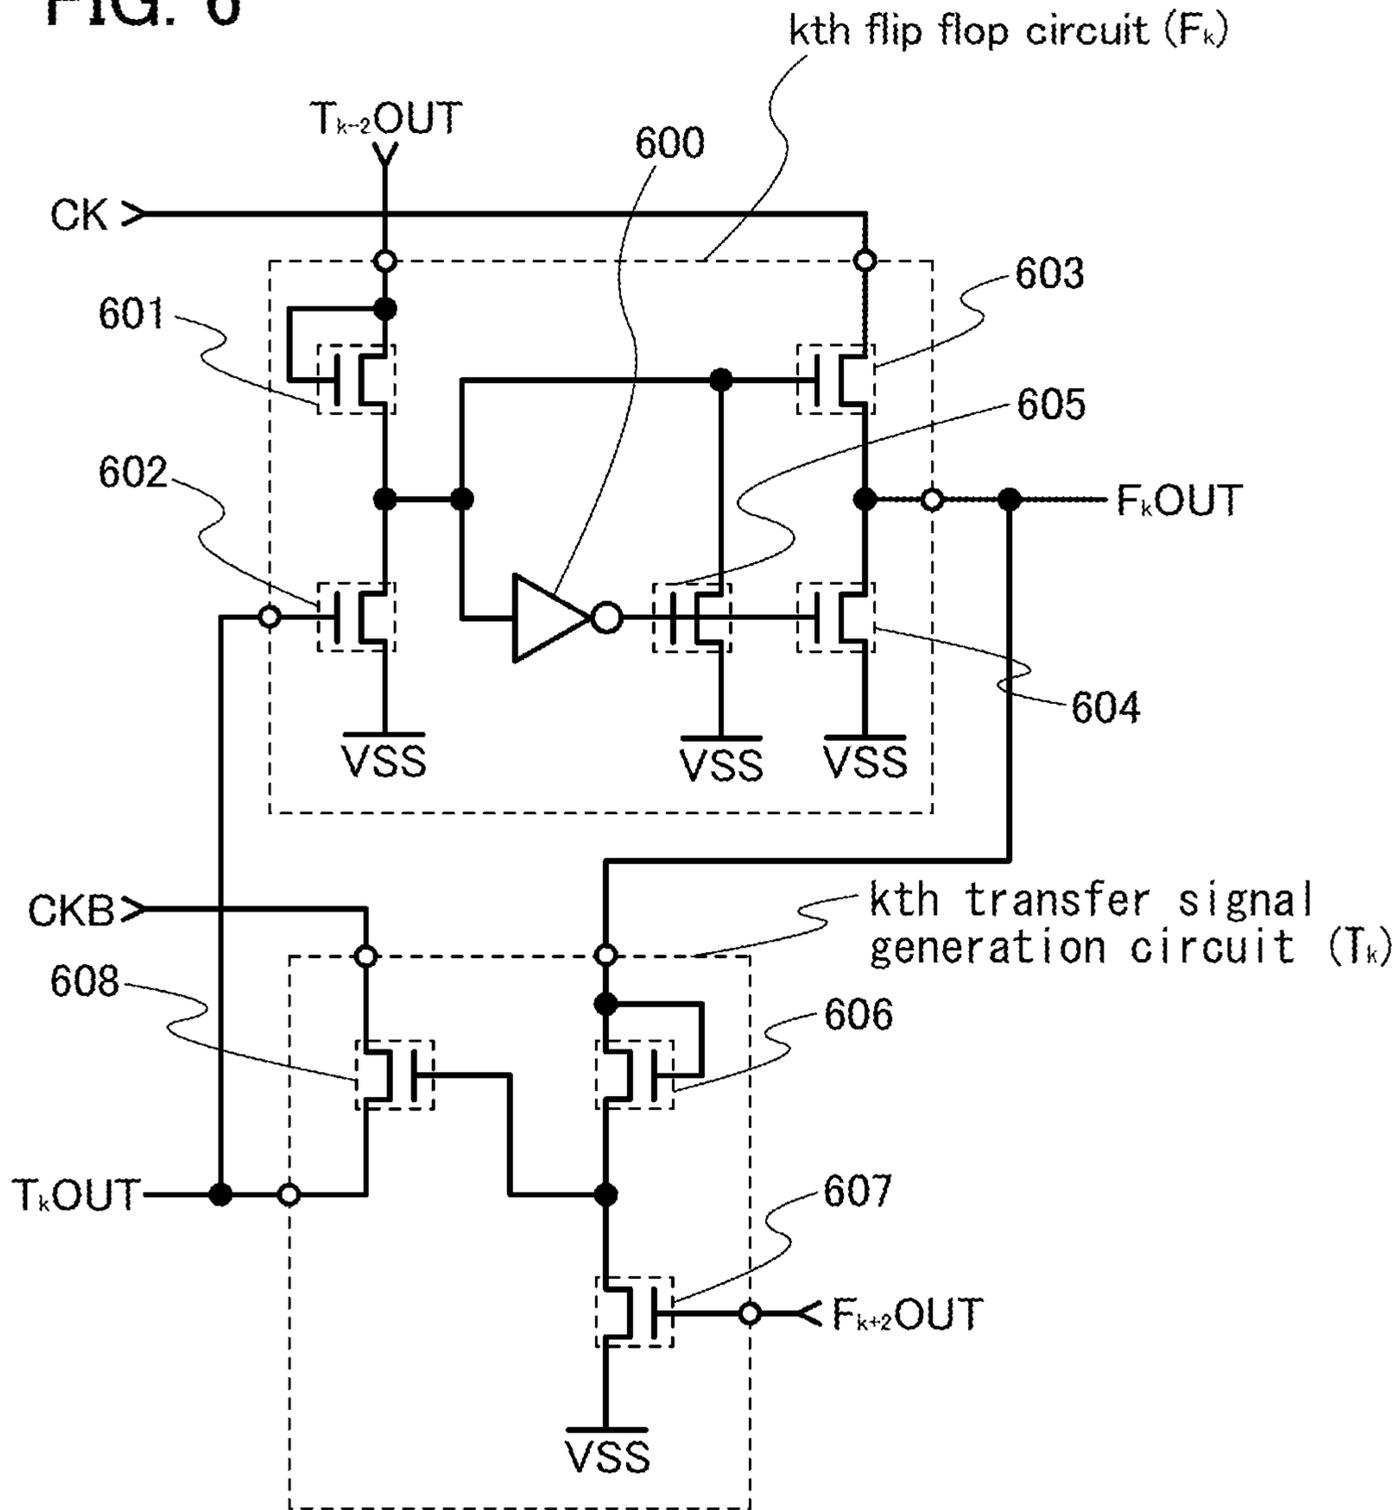 FIG. 6
kth flip flop circuit (Fk)
Tk-2OUT
600
CK
603
601
605
602
FkOUT
604
VSS
VSS
VSS
CKB
kth transfer signal
generation circuit (Tk)
608
606
TkOUT
607
Fk+2OUT
VSS